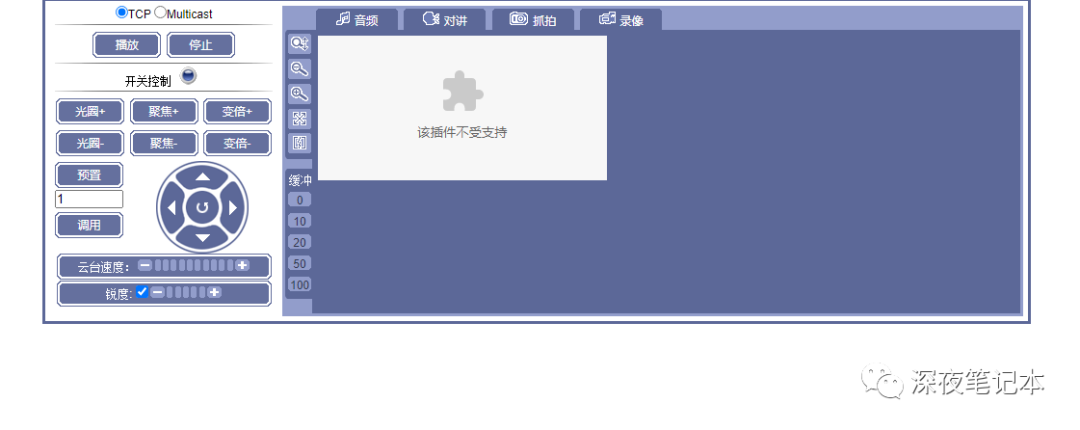 TCP Multicast
播放 停止
开关控制
光圈+ 聚焦+ 变倍+
光圈- 聚焦- 变倍-
预置
1
调用
云台速度：
锐度:
音频 对讲 抓拍 录像
该插件不受支持
缓冲
0
10
20
50
100
深夜笔记本